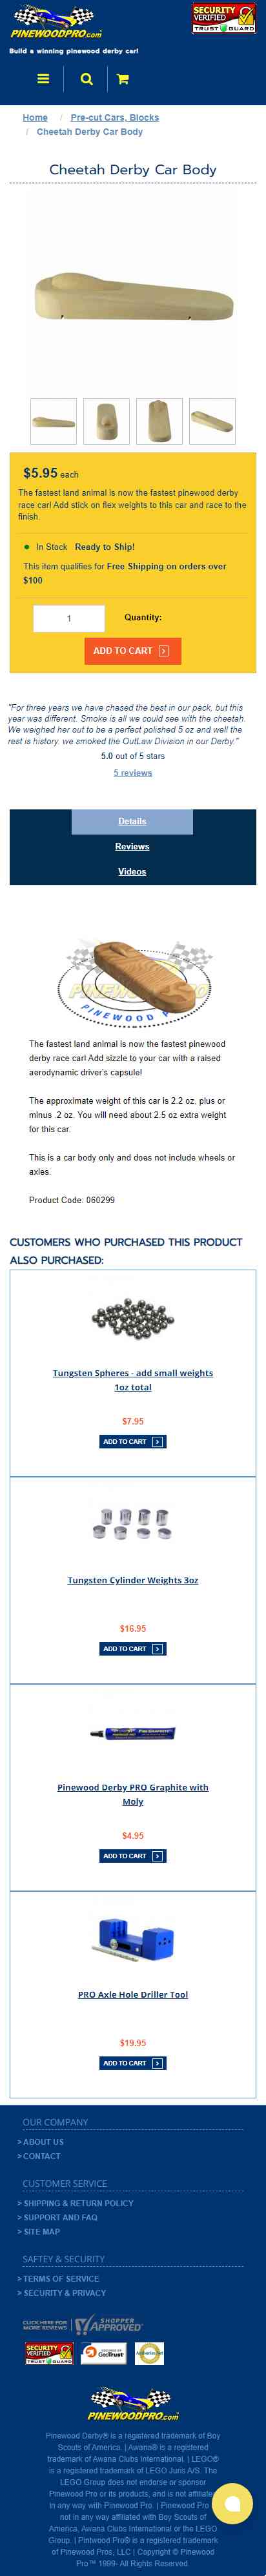 PINEWOODPRO.COM
SECURITY
VERIFIED
TRUST GUARD
Build a winning pinewood derby car!
Home / Pre-cut Cars, Blocks
/ Cheetah Derby Car Body
Cheetah Derby Car Body
$5.95 each
The fastest land animal is now the fastest pinewood derby
race car! Add stick on flex weights to this car and race to the
finish.
In Stock Ready to Ship!
This item qualifies for Free Shipping on orders over
$100
1
Quantity:
ADD TO CART
"For three years we have chased the best in our pack, but this
year was different. Smoke is all we could see with the cheetah.
We weighed her out to be a perfect polished 5 oz and well the
rest is history. we smoked the OutLaw Division in our Derby."
5.0 out of 5 stars
5 reviews
Details
Reviews
Videos
The fastest land animal is now the fastest pinewood
derby race car! Add sizzle to your car with a raised
aerodynamic driver's capsule!
The approximate weight of this car is 2.2 oz, plus or
minus .2 oz. You will need about 2.5 oz extra weight
for this car.
This is a car body only and does not include wheels or
axles.
Product Code: 060299
CUSTOMERS WHO PURCHASED THIS PRODUCT
ALSO PURCHASED:
Tungsten Spheres - add small weights
1oz total
$7.95
ADD TO CART
Tungsten Cylinder Weights 3oz
$16.95
ADD TO CART
Pinewood Derby PRO Graphite with
Moly
$4.95
ADD TO CART
PRO Axle Hole Driller Tool
$19.95
ADD TO CART
OUR COMPANY
> ABOUT US
> CONTACT
CUSTOMER SERVICE
> SHIPPING & RETURN POLICY
> SUPPORT AND FAQ
> SITE MAP
SAFTEY & SECURITY
> TERMS OF SERVICE
> SECURITY & PRIVACY
CLICK HERE FOR
MORE REVIEWS
SHOPPER
APPROVED
SECURITY
VERIFIED
TRUST GUARD
GeoTrust
PINEWOODPRO.COM
Pinewood Derby® is a registered trademark of Boy
Scouts of America. | Awana® is a registered
trademark of Awana Clubs International. | LEGO®
is a registered trademark of LEGO Juris A/S. The
LEGO Group does not endorse or sponsor
Pinewood Pro or its products, and is not affiliated
in any way with Pinewood Pro. | Pinewood Pro is
not in any way affiliated with Boy Scouts of
America, Awana Clubs International or the LEGO
Group. | Pintwood Pro® is a registered trademark
of Pinewood Pros, LLC | Copyright © Pinewood
Pro™ 1999- All Rights Reserved